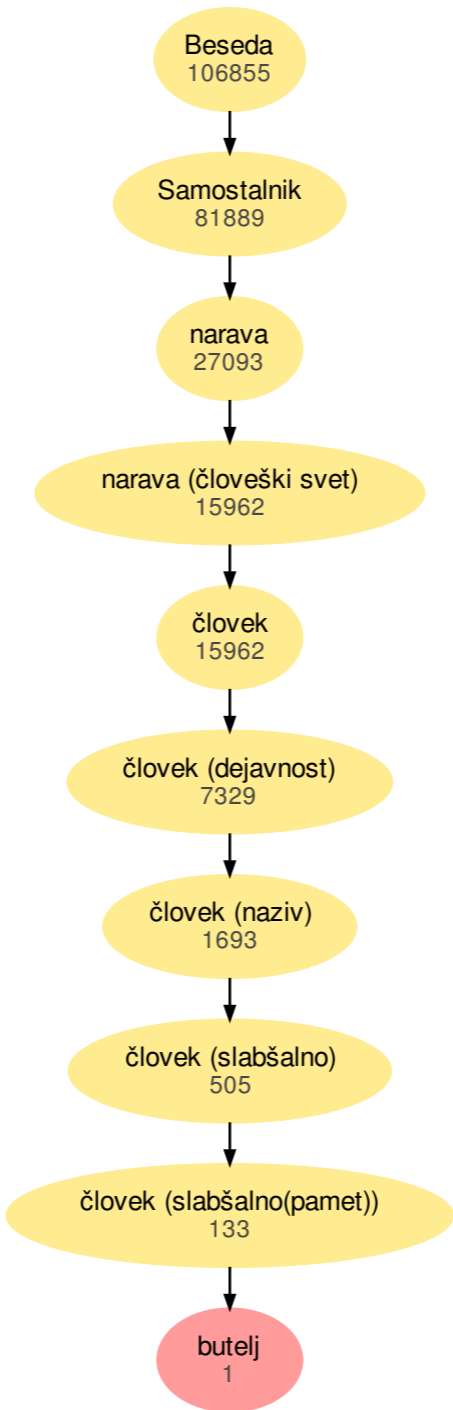 Beseda
106855
Samostalnik
81889
narava
27093
narava (človeški svet)
15962
človek
15962
človek (dejavnost)
7329
človek (naziv)
1693
človek (slabšalno)
505
človek (slabšalno(pamet))
133
butelj
1